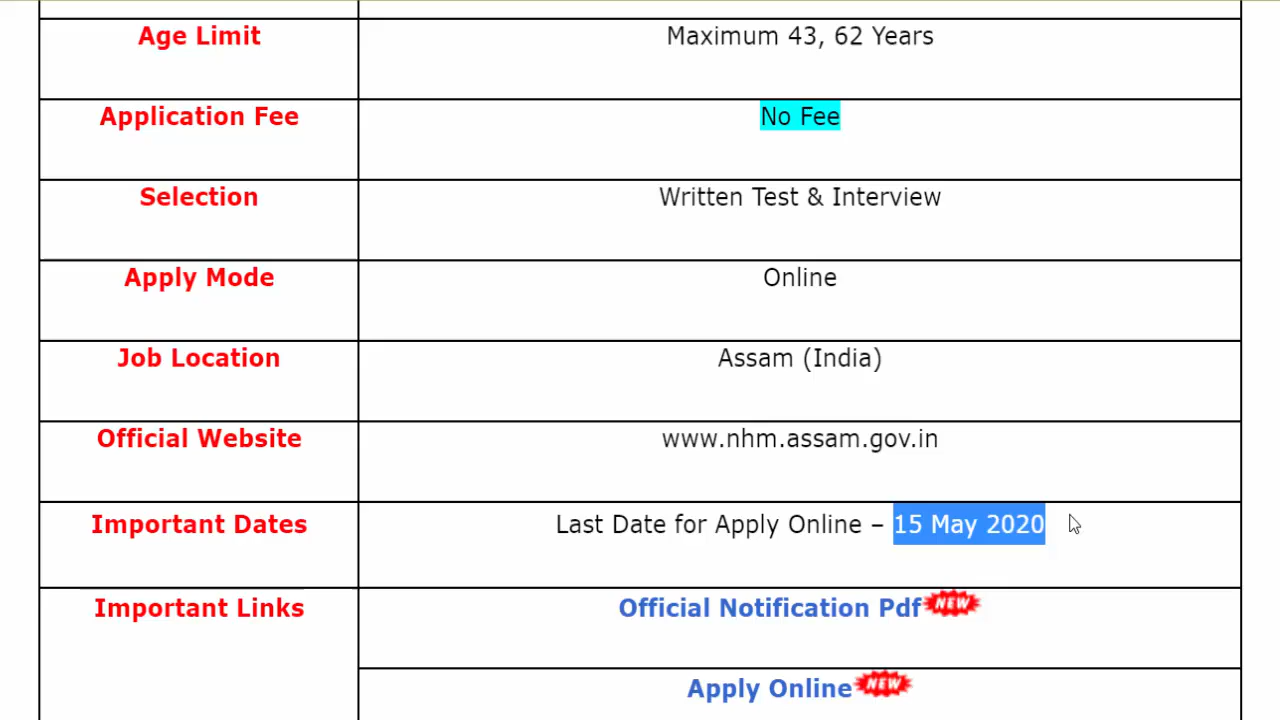 Age Limit Maximum 43, 62 Years
Application Fee No Fee
Selection Written Test & Interview
Apply Mode Online
Job Location Assam (India)
Official Website www.nhm.assam.gov.in
Important Dates Last Date for Apply Online – 15 May 2020
Important Links Official Notification Pdf NEW
Apply Online NEW